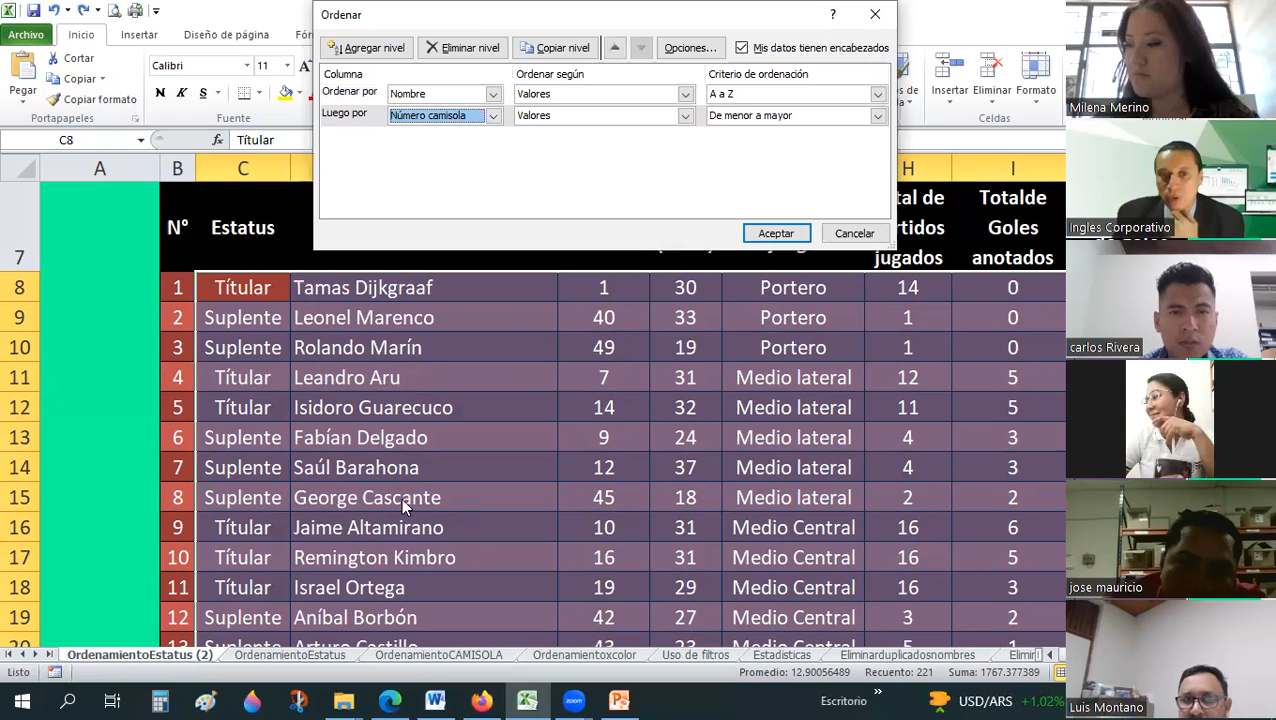 Ordenar
? ×
Archivo Inicio Insertar Diseño de página
Agregar nivel Eliminar nivel Copiar nivel Opciones... Mis datos tienen encabezados
Pegar
Cortar
Copiar
Copiar formato
Portapapeles
Calibri 11
N K S
Fuente
Columna Ordenar según Criterio de ordenación
Ordenar por Nombre Valores A a Z
Luego por Número camisola Valores De menor a mayor
Aceptar Cancelar
Insertar Eliminar Formato
Celdas
C8 fx Títular
A B C H I
7 Nº Estatus
Totalde
Goles
anotados
jugados
8 1 Títular Tamas Dijkgraaf 1 30 Portero 14 0
9 2 Suplente Leonel Marenco 40 33 Portero 1 0
10 3 Suplente Rolando Marín 49 19 Portero 1 0
11 4 Títular Leandro Aru 7 31 Medio lateral 12 5
12 5 Títular Isidoro Guarecuco 14 32 Medio lateral 11 5
13 6 Suplente Fabían Delgado 9 24 Medio lateral 4 3
14 7 Suplente Saúl Barahona 12 37 Medio lateral 4 3
15 8 Suplente George Cascante 45 18 Medio lateral 2 2
16 9 Títular Jaime Altamirano 10 31 Medio Central 16 6
17 10 Títular Remington Kimbro 16 31 Medio Central 16 5
18 11 Títular Israel Ortega 19 29 Medio Central 16 3
19 12 Suplente Aníbal Borbón 42 27 Medio Central 3 2
OrdenamientoEstatus (2) OrdenamientoEstatus OrdenamientoCAMISOLA Ordenamientoxcolor Uso de filtros Estadisticas Eliminarduplicadosnombres
Listo Promedio: 12.90056489 Recuento: 221 Suma: 1767.377389
Escritorio » USD/ARS +1,02%
Milena Merino
Ingles Corporativo
carlos Rivera
jose mauricio
Luis Montano